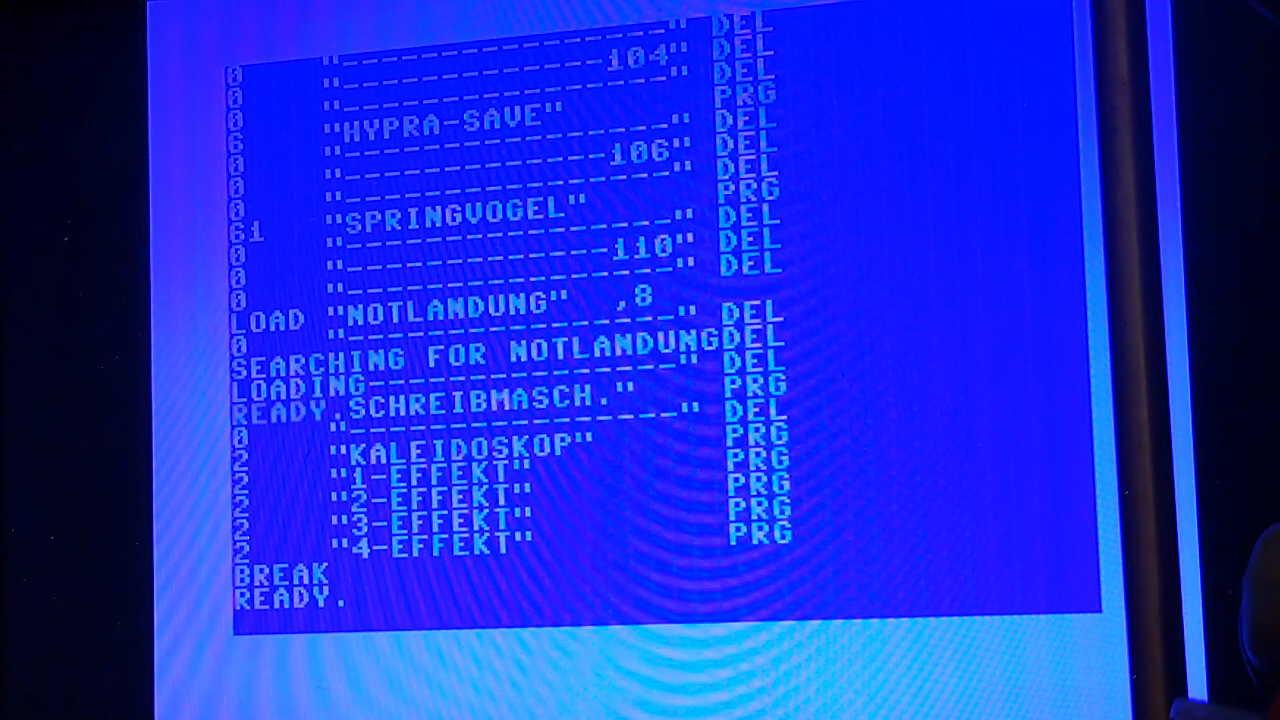 0 "----------------" DEL
0 "-------------104" DEL
0 "----------------" DEL
6 "HYPRA-SAVE" PRG
0 "----------------" DEL
0 "-------------106" DEL
0 "----------------" DEL
61 "SPRINGVOGEL" PRG
0 "----------------" DEL
0 "-------------110" DEL
0 "----------------" DEL
LOAD "NOTLANDUNG" ,8
0 "----------------" DEL
SEARCHING FOR NOTLANDUNGDEL
LOADING---------------" DEL
READY.SCHREIBMASCH." PRG
0 "----------------" DEL
2 "KALEIDOSKOP" PRG
2 "1-EFFEKT" PRG
2 "2-EFFEKT" PRG
2 "3-EFFEKT" PRG
2 "4-EFFEKT" PRG
BREAK
READY.